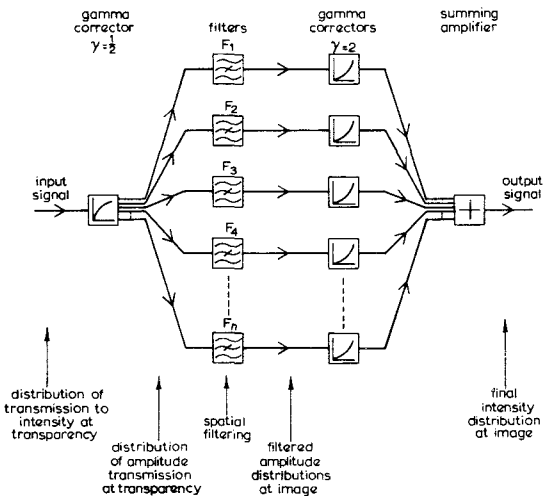 gamma
corrector
γ=½
filters
gamma
correctors
γ=2
summing
amplifier
F1
F2
F3
F4
Fn
input
signal
output
signal
+
distribution of
transmission to
intensity at
transparency
distribution
of amplitude
transmission
at transparency
spatial
filtering
filtered
amplitude
distributions
at image
final
intensity
distribution
at image